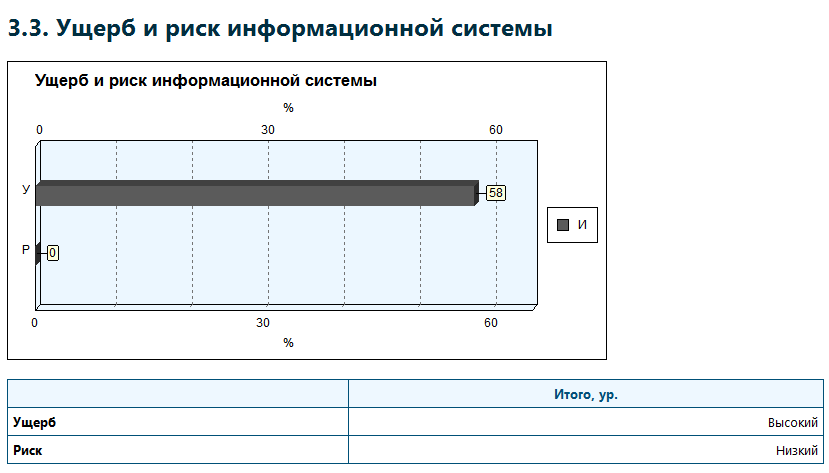 3.3. Ущерб и риск информационной системы
Ущерб и риск информационной системы
%
0 30 60
У 58
И
Р 0
0 30 60
%
Итого, ур.
Ущерб Высокий
Риск Низкий